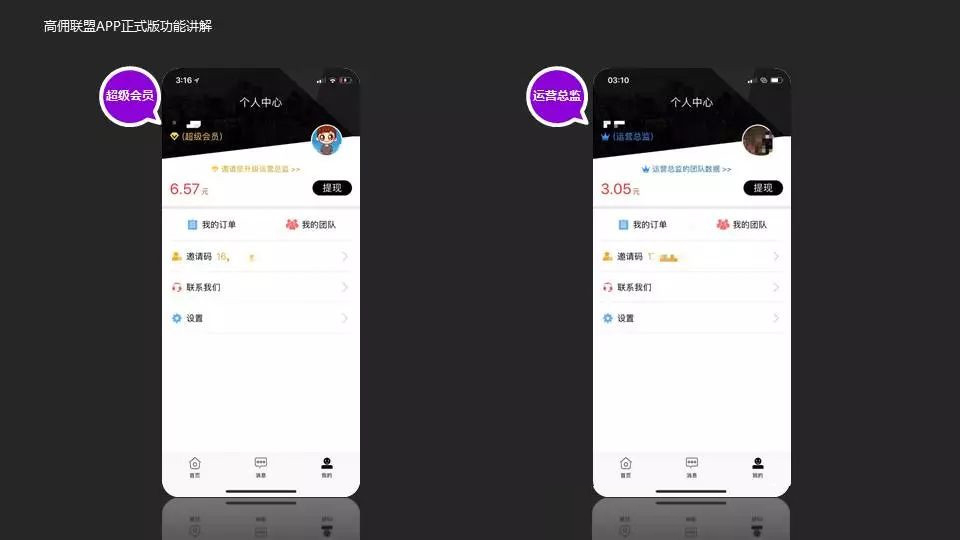 高佣联盟APP正式版功能讲解
超级会员
3:16
个人中心
(超级会员)
邀请您升级运营总监 >>
6.57元
提现
我的订单
我的团队
邀请码 16
联系我们
设置
首页
消息
我的
运营总监
03:10
个人中心
(运营总监)
运营总监的团队数据 >>
3.05元
提现
我的订单
我的团队
邀请码 1
联系我们
设置
首页
消息
我的